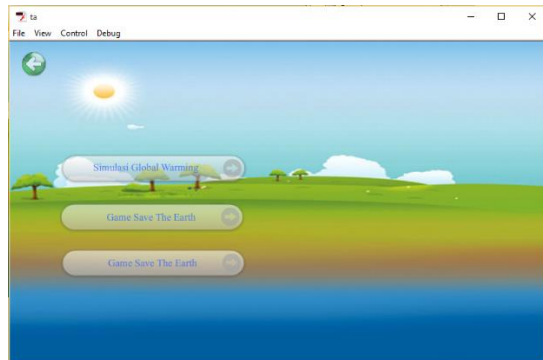 ta
File View Control Debug
Simulasi Global Warming
Game Save The Earth
Game Save The Earth